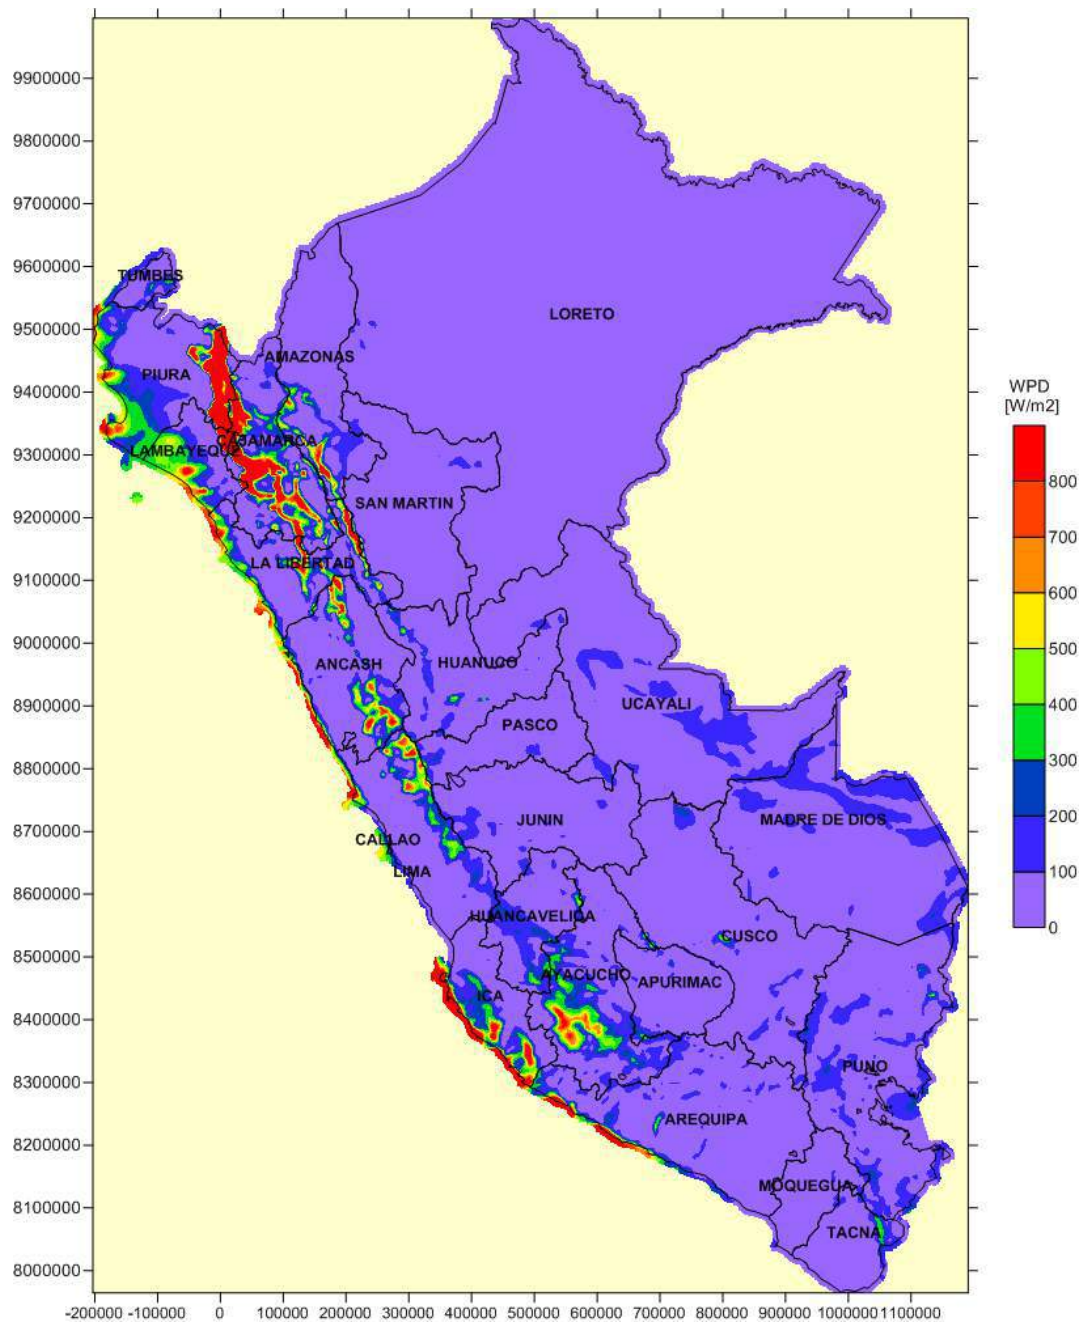 9900000
9800000
9700000
9600000
9500000
9400000
9300000
9200000
9100000
9000000
8900000
8800000
8700000
8600000
8500000
8400000
8300000
8200000
8100000
8000000
TUMBES
LORETO
AMAZONAS
PIURA
CAJAMARCA
LAMBAYEQUE
SAN MARTIN
LA LIBERTAD
ANCASH
HUANUCO
UCAYALI
PASCO
JUNIN
MADRE DE DIOS
CALLAO
LIMA
HUANCAVELICA
CUSCO
AYACUCHO
APURIMAC
ICA
PUNO
AREQUIPA
MOQUEGUA
TACNA
WPD
[W/m2]
800
700
600
500
400
300
200
100
0
-200000 -100000 0 100000 200000 300000 400000 500000 600000 700000 800000 900000 1000000 1100000